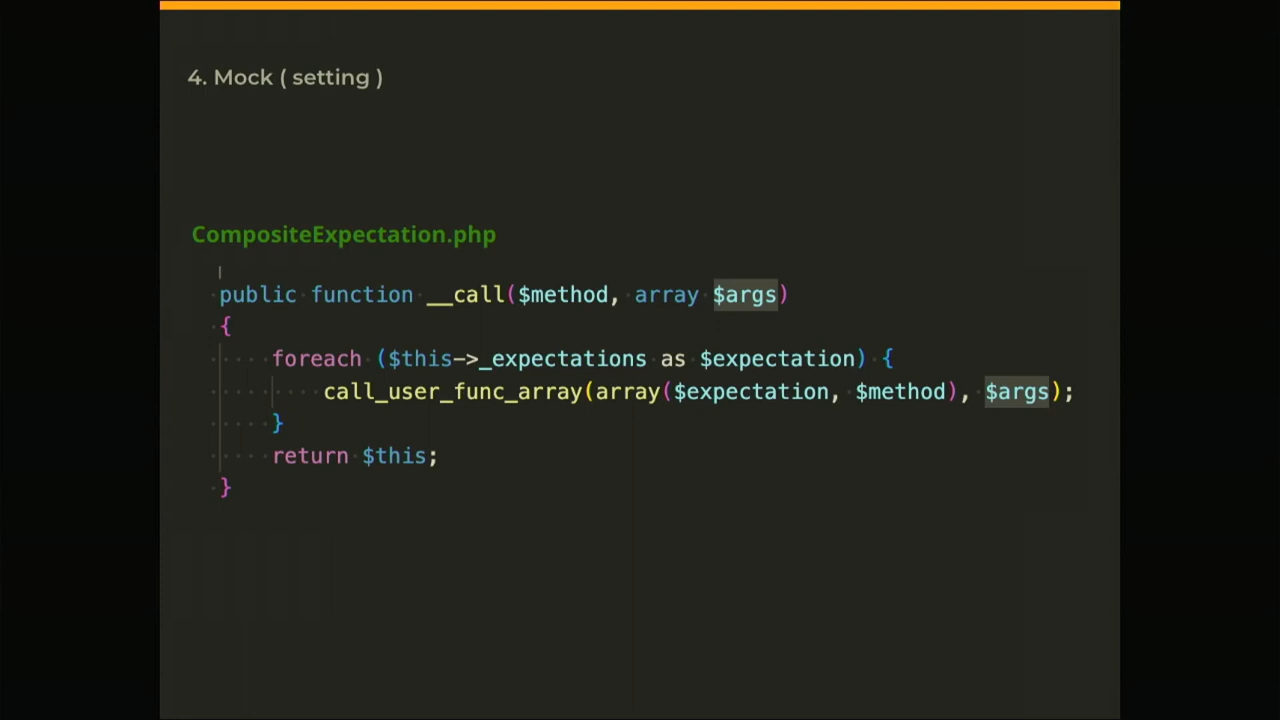 4. Mock ( setting )
CompositeExpectation.php
public function __call($method, array $args)
{
foreach ($this->_expectations as $expectation) {
call_user_func_array(array($expectation, $method), $args);
}
return $this;
}